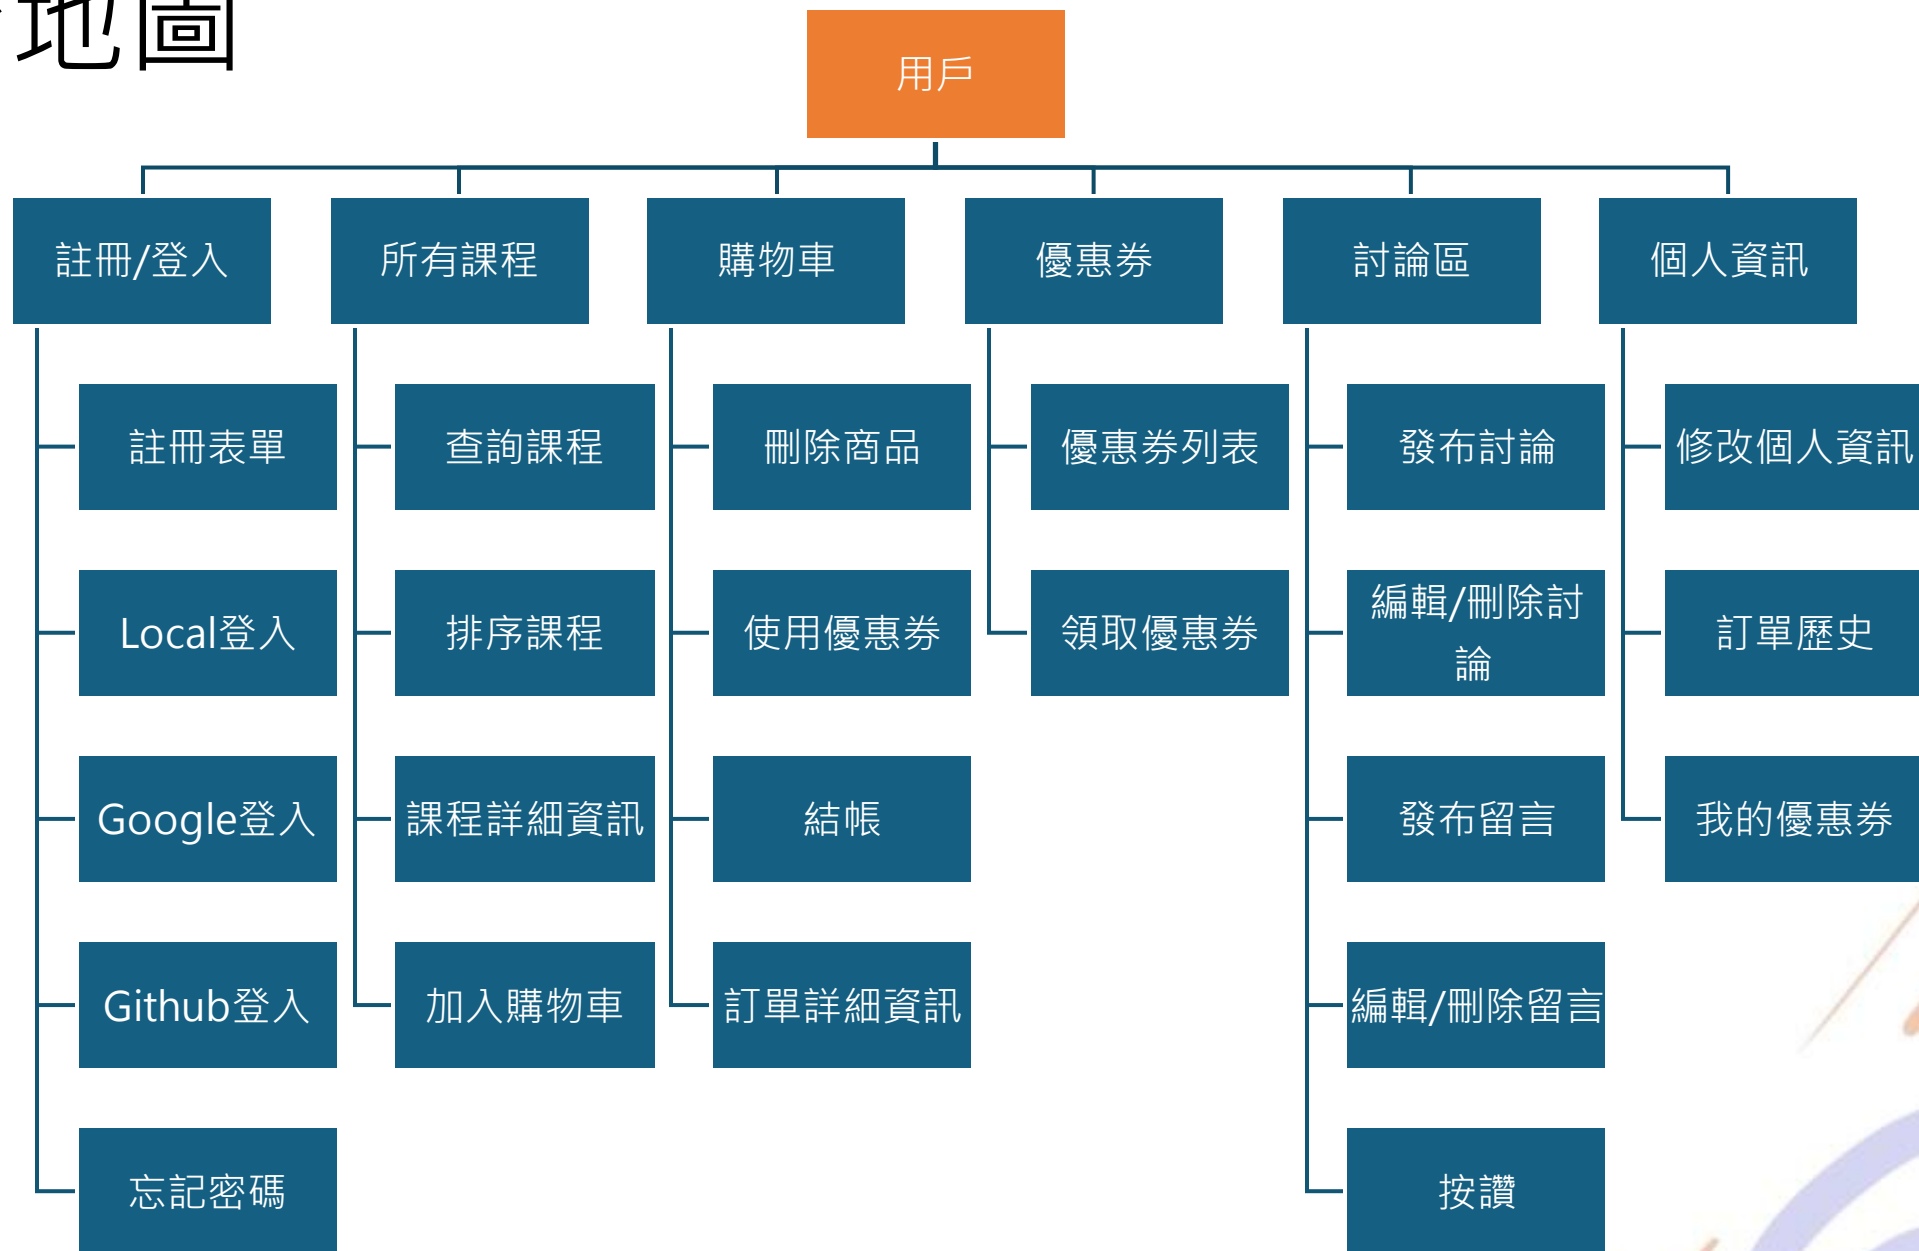 地圖
用戶
註冊/登入
所有課程
購物車
優惠券
討論區
個人資訊
註冊表單
查詢課程
刪除商品
優惠券列表
發布討論
修改個人資訊
Local登入
排序課程
使用優惠券
領取優惠券
編輯/刪除討
論
訂單歷史
Google登入
課程詳細資訊
結帳
發布留言
我的優惠券
Github登入
加入購物車
訂單詳細資訊
編輯/刪除留言
忘記密碼
按讚